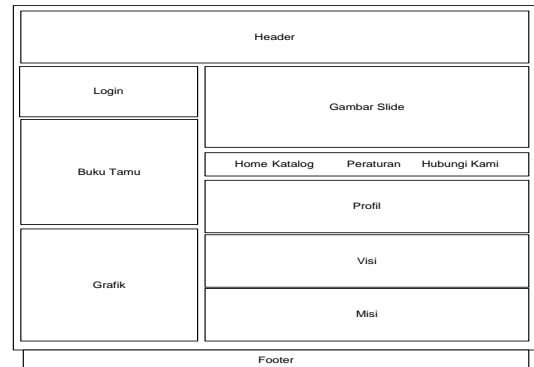 Header
Login
Gambar Slide
Buku Tamu
Home Katalog Peraturan Hubungi Kami
Profil
Visi
Grafik
Misi
Footer